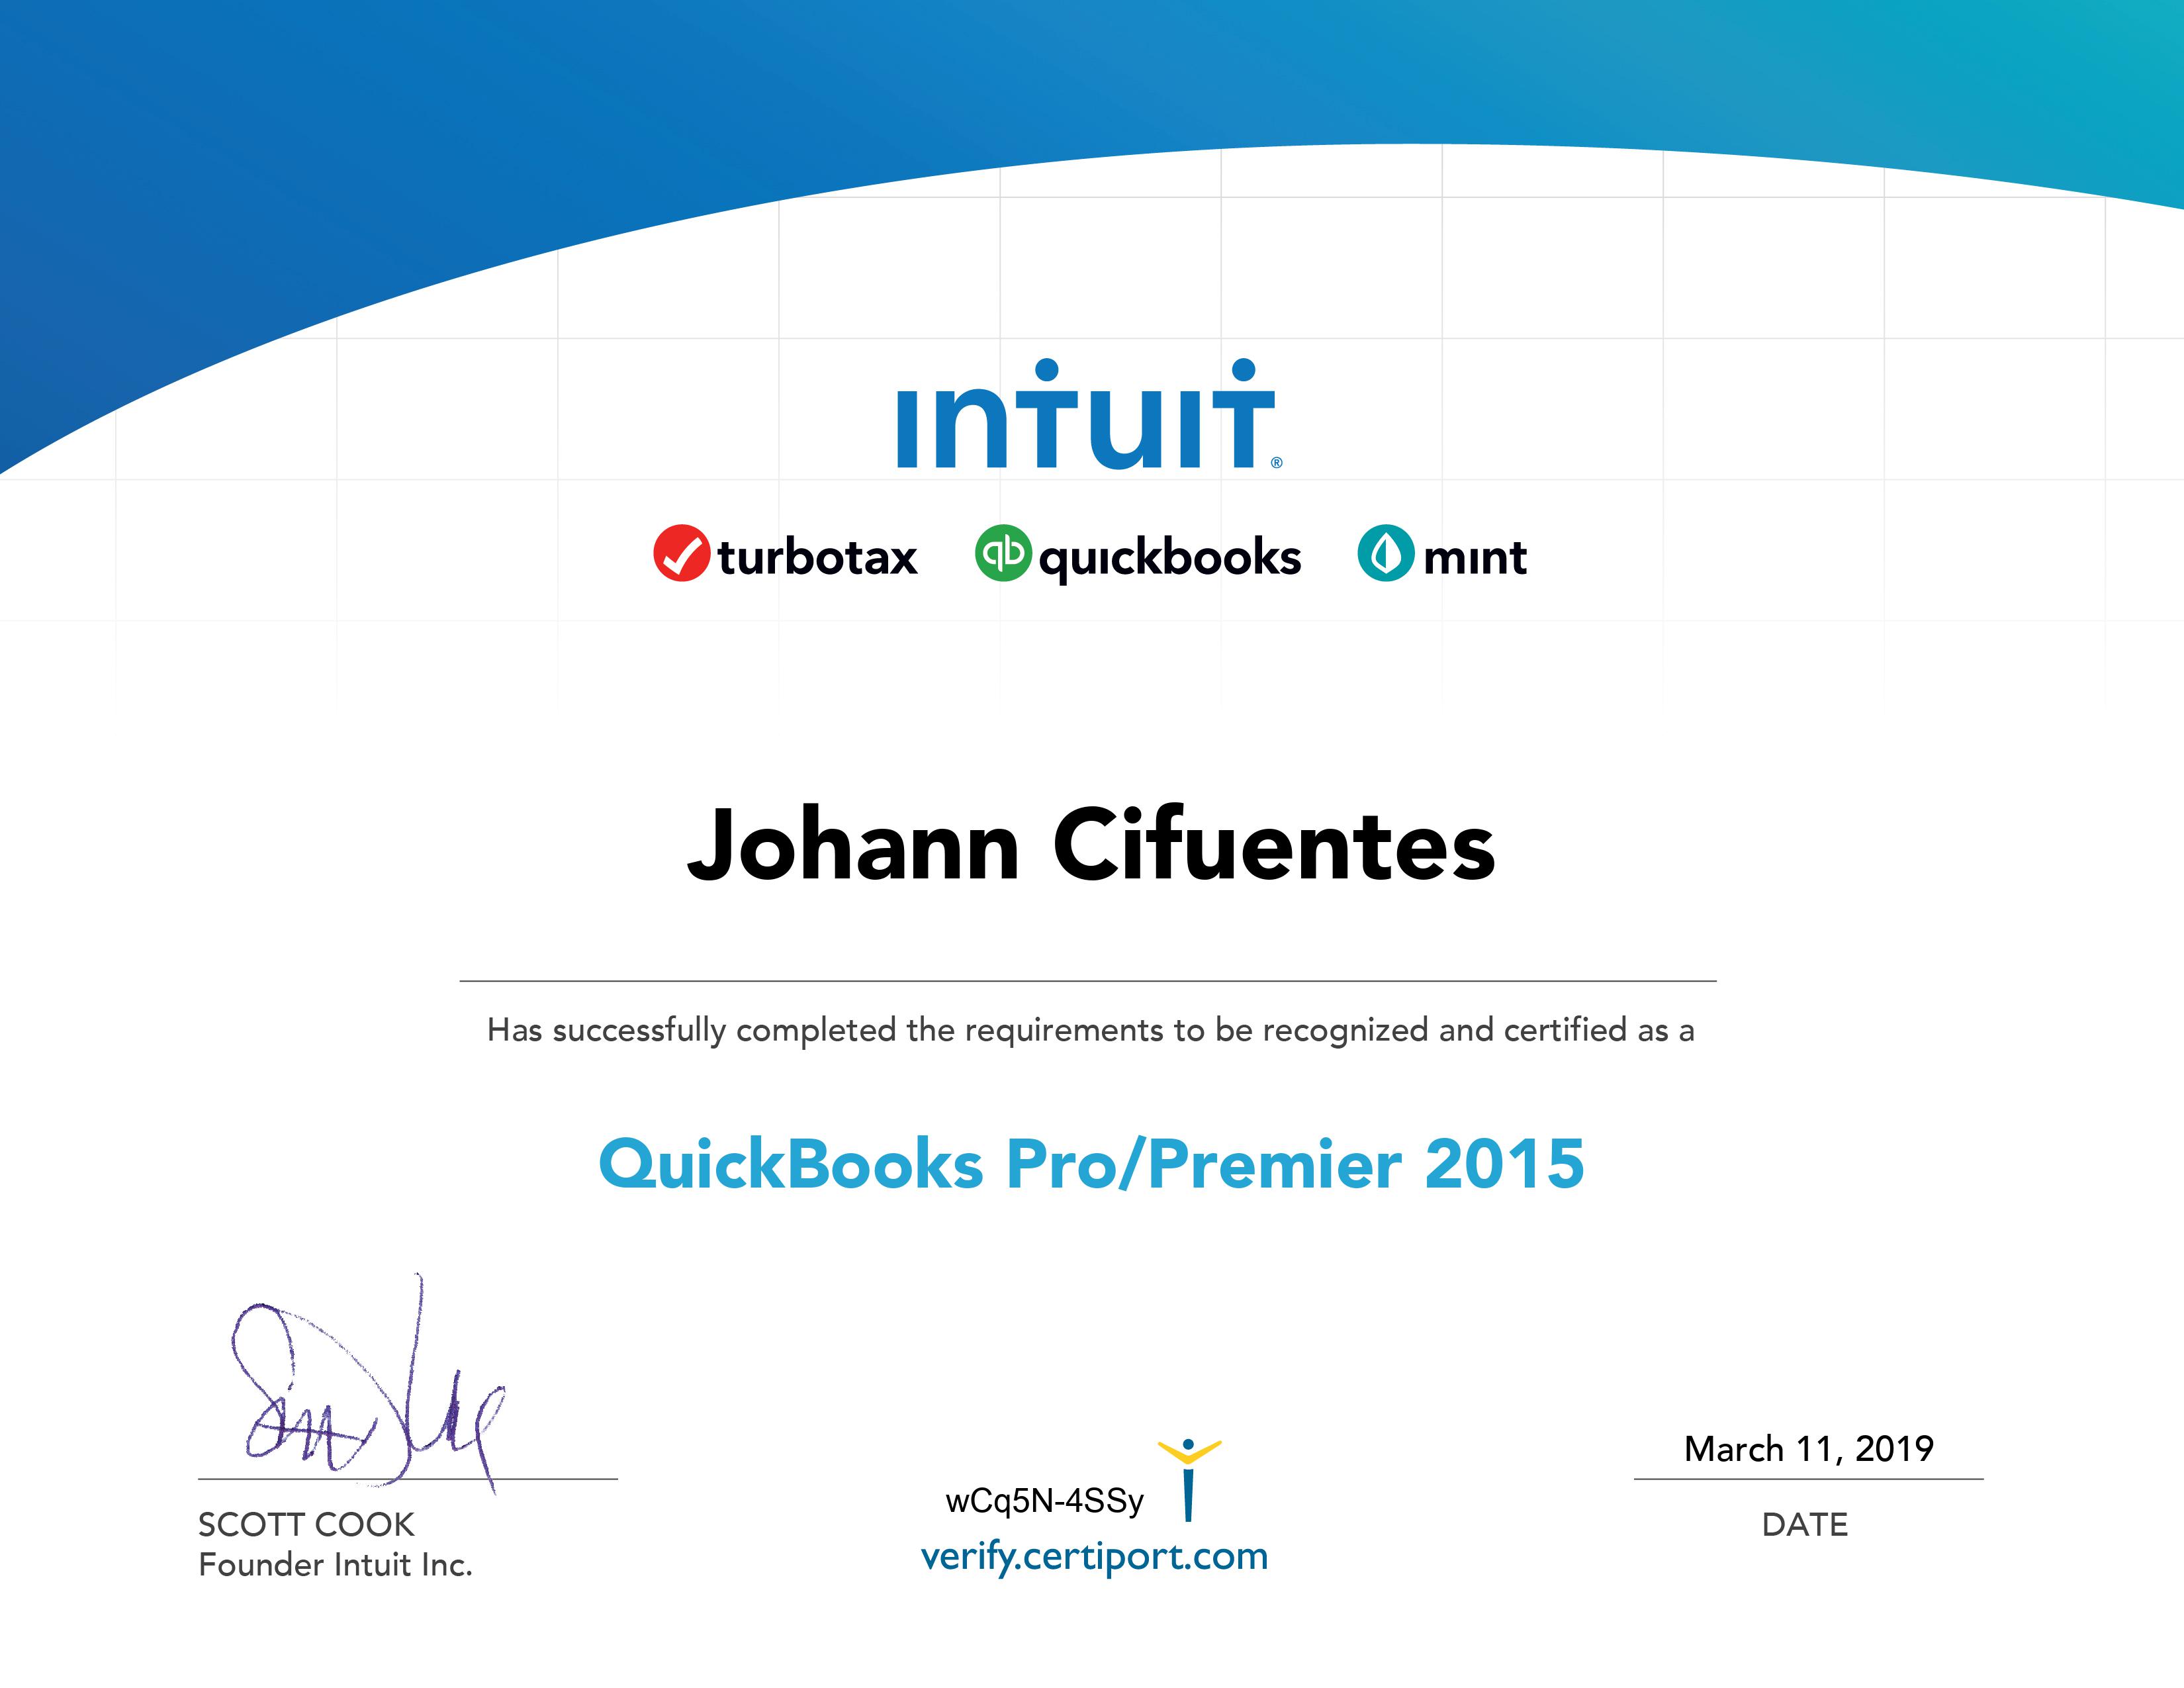 intuit®
turbotax qb quickbooks mint
Johann Cifuentes
Has successfully completed the requirements to be recognized and certified as a
QuickBooks Pro/Premier 2015
SCOTT COOK
Founder Intuit Inc.
wCq5N-4SSy
verify.certiport.com
March 11, 2019
DATE